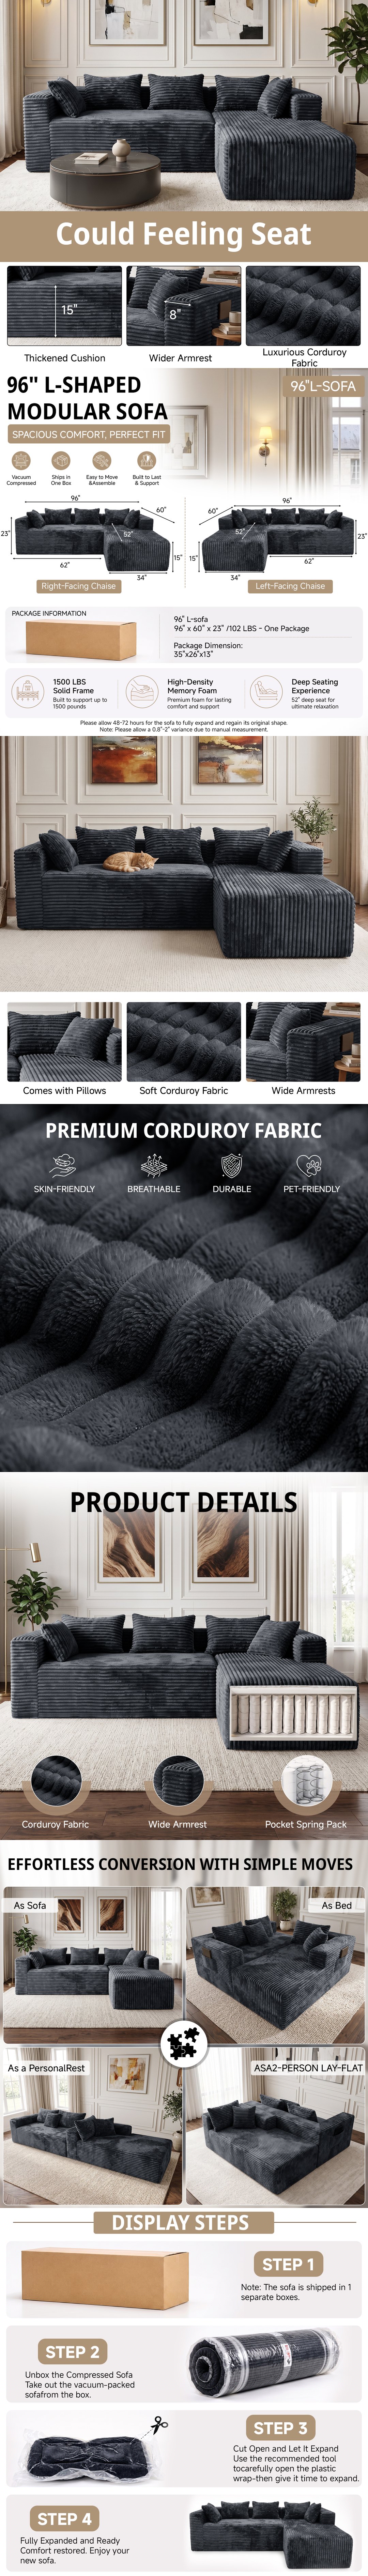 Could Feeling Seat
15"
8"
Thickened Cushion
Wider Armrest
Luxurious Corduroy
Fabric
96" L-SHAPED
MODULAR SOFA
96"L-SOFA
SPACIOUS COMFORT, PERFECT FIT
Vacuum
Compressed
Ships in
One Box
Easy to Move
&Assemble
Built to Last
& Support
96"
60"
23"
52"
15"
62"
34"
Right-Facing Chaise
96"
60"
52"
23"
15"
62"
34"
Left-Facing Chaise
PACKAGE INFORMATION
96" L-sofa
96" x 60" x 23" /102 LBS - One Package
Package Dimension:
35"x26"x13"
1500 LBS
Solid Frame
Built to support up to
1500 pounds
High-Density
Memory Foam
Premium foam for lasting
comfort and support
Deep Seating
Experience
52" deep seat for
ultimate relaxation
Please allow 48-72 hours for the sofa to fully expand and regain its original shape.
Note: Please allow a 0.8"-2" variance due to manual measurement.
Comes with Pillows
Soft Corduroy Fabric
Wide Armrests
PREMIUM CORDUROY FABRIC
SKIN-FRIENDLY
BREATHABLE
DURABLE
PET-FRIENDLY
PRODUCT DETAILS
Corduroy Fabric
Wide Armrest
Pocket Spring Pack
EFFORTLESS CONVERSION WITH SIMPLE MOVES
As Sofa
As Bed
As a PersonalRest
ASA2-PERSON LAY-FLAT
DISPLAY STEPS
STEP 1
Note: The sofa is shipped in 1
separate boxes.
STEP 2
Unbox the Compressed Sofa
Take out the vacuum-packed
sofafrom the box.
STEP 3
Cut Open and Let It Expand
Use the recommended tool
tocarefully open the plastic
wrap-then give it time to expand.
STEP 4
Fully Expanded and Ready
Comfort restored. Enjoy your
new sofa.